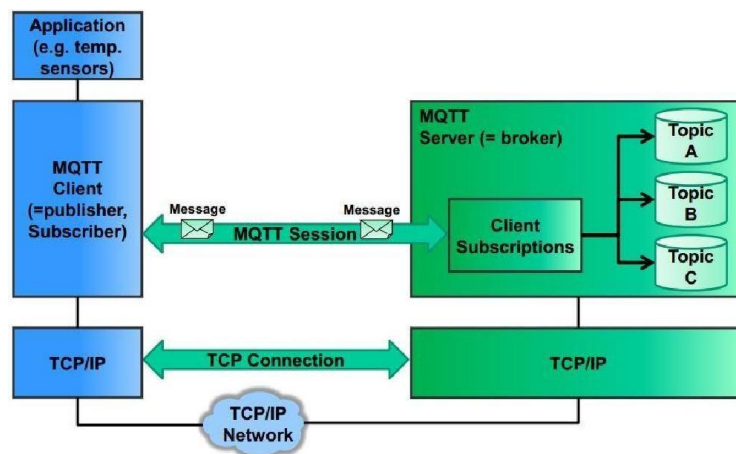 Application
(e.g. temp.
sensors)
MQTT
Client
(=publisher,
Subscriber)
Message
Message
MQTT Session
MQTT
Server (= broker)
Client
Subscriptions
Topic
A
Topic
B
Topic
C
TCP/IP
TCP Connection
TCP/IP
TCP/IP
Network